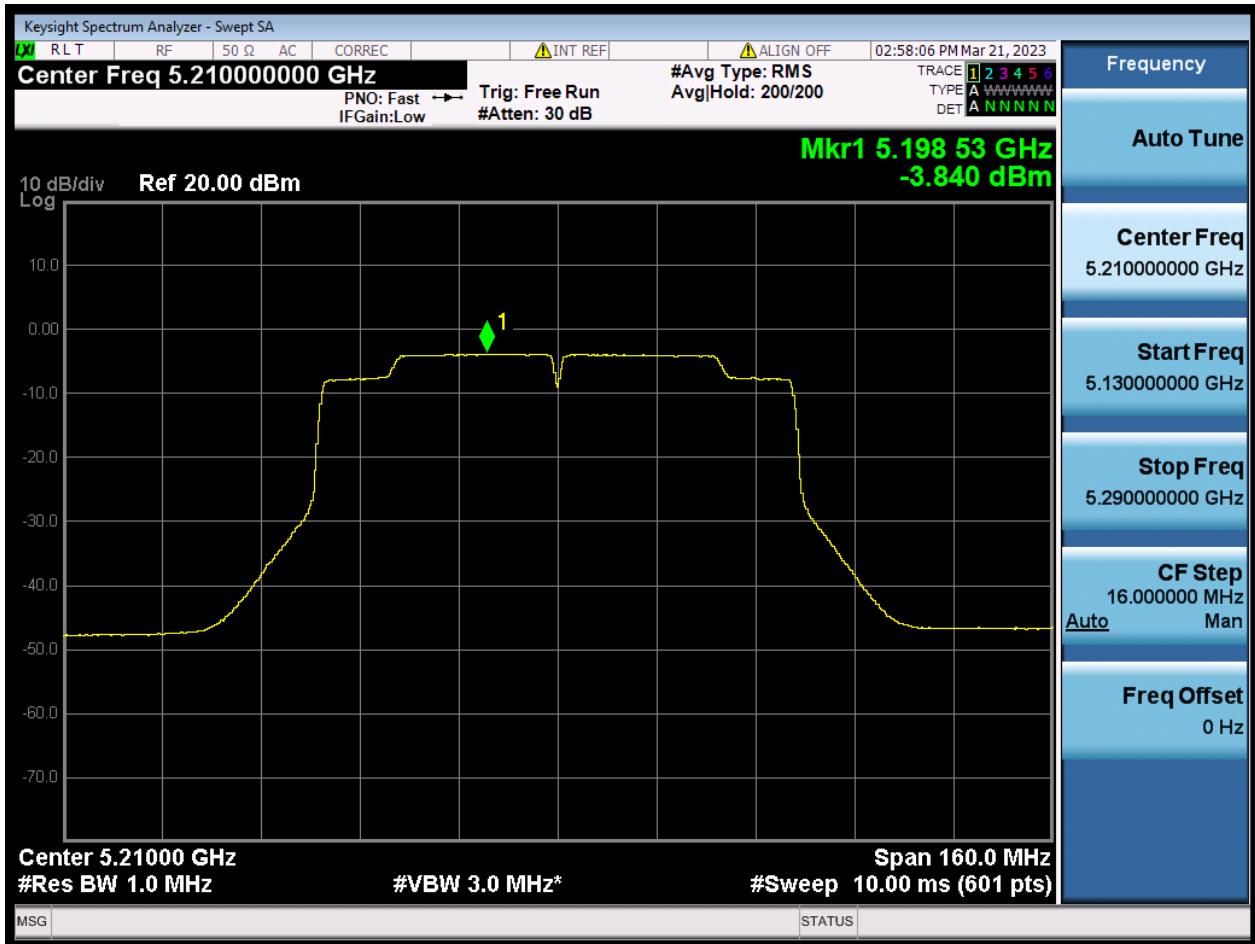 Keysight Spectrum Analyzer - Swept SA
LXI RLT RF 50 Ω AC CORREC INT REF ALIGN OFF 02:58:06 PM Mar 21, 2023
Center Freq 5.210000000 GHz
PNO: Fast
IFGain:Low
Trig: Free Run
#Atten: 30 dB
#Avg Type: RMS
Avg|Hold: 200/200
TRACE 1 2 3 4 5 6
TYPE A WWWWW
DET A N N N N N
Mkr1 5.198 53 GHz
-3.840 dBm
10 dB/div Ref 20.00 dBm
Log
10.0
0.00
-10.0
-20.0
-30.0
-40.0
-50.0
-60.0
-70.0
1
Center 5.21000 GHz Span 160.0 MHz
#Res BW 1.0 MHz #VBW 3.0 MHz* #Sweep 10.00 ms (601 pts)
MSG STATUS
Frequency
Auto Tune
Center Freq
5.210000000 GHz
Start Freq
5.130000000 GHz
Stop Freq
5.290000000 GHz
CF Step
16.000000 MHz
Auto Man
Freq Offset
0 Hz